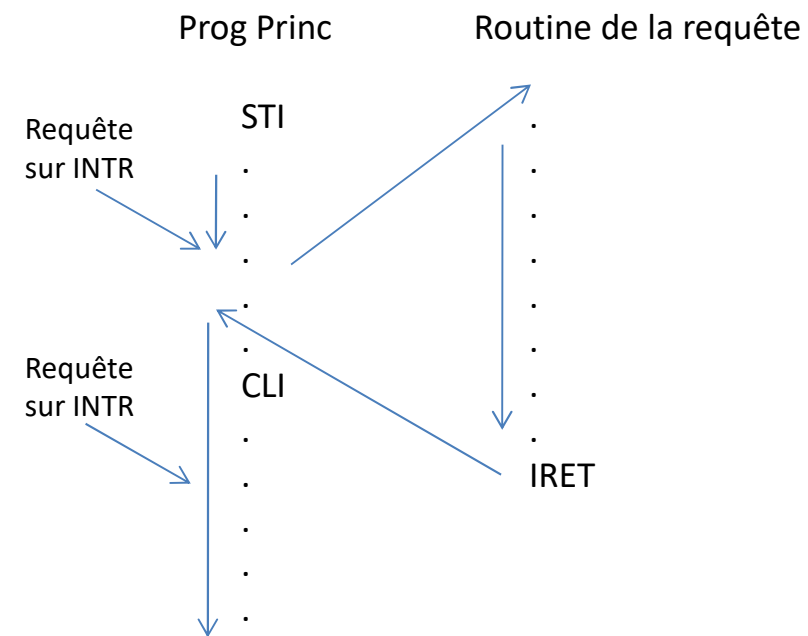 Prog Princ
Routine de la requête
STI
Requête
sur INTR
.
.
.
.
.
.
.
.
.
.
.
.
.
Requête
sur INTR
CLI
IRET
.
.
.
.
.